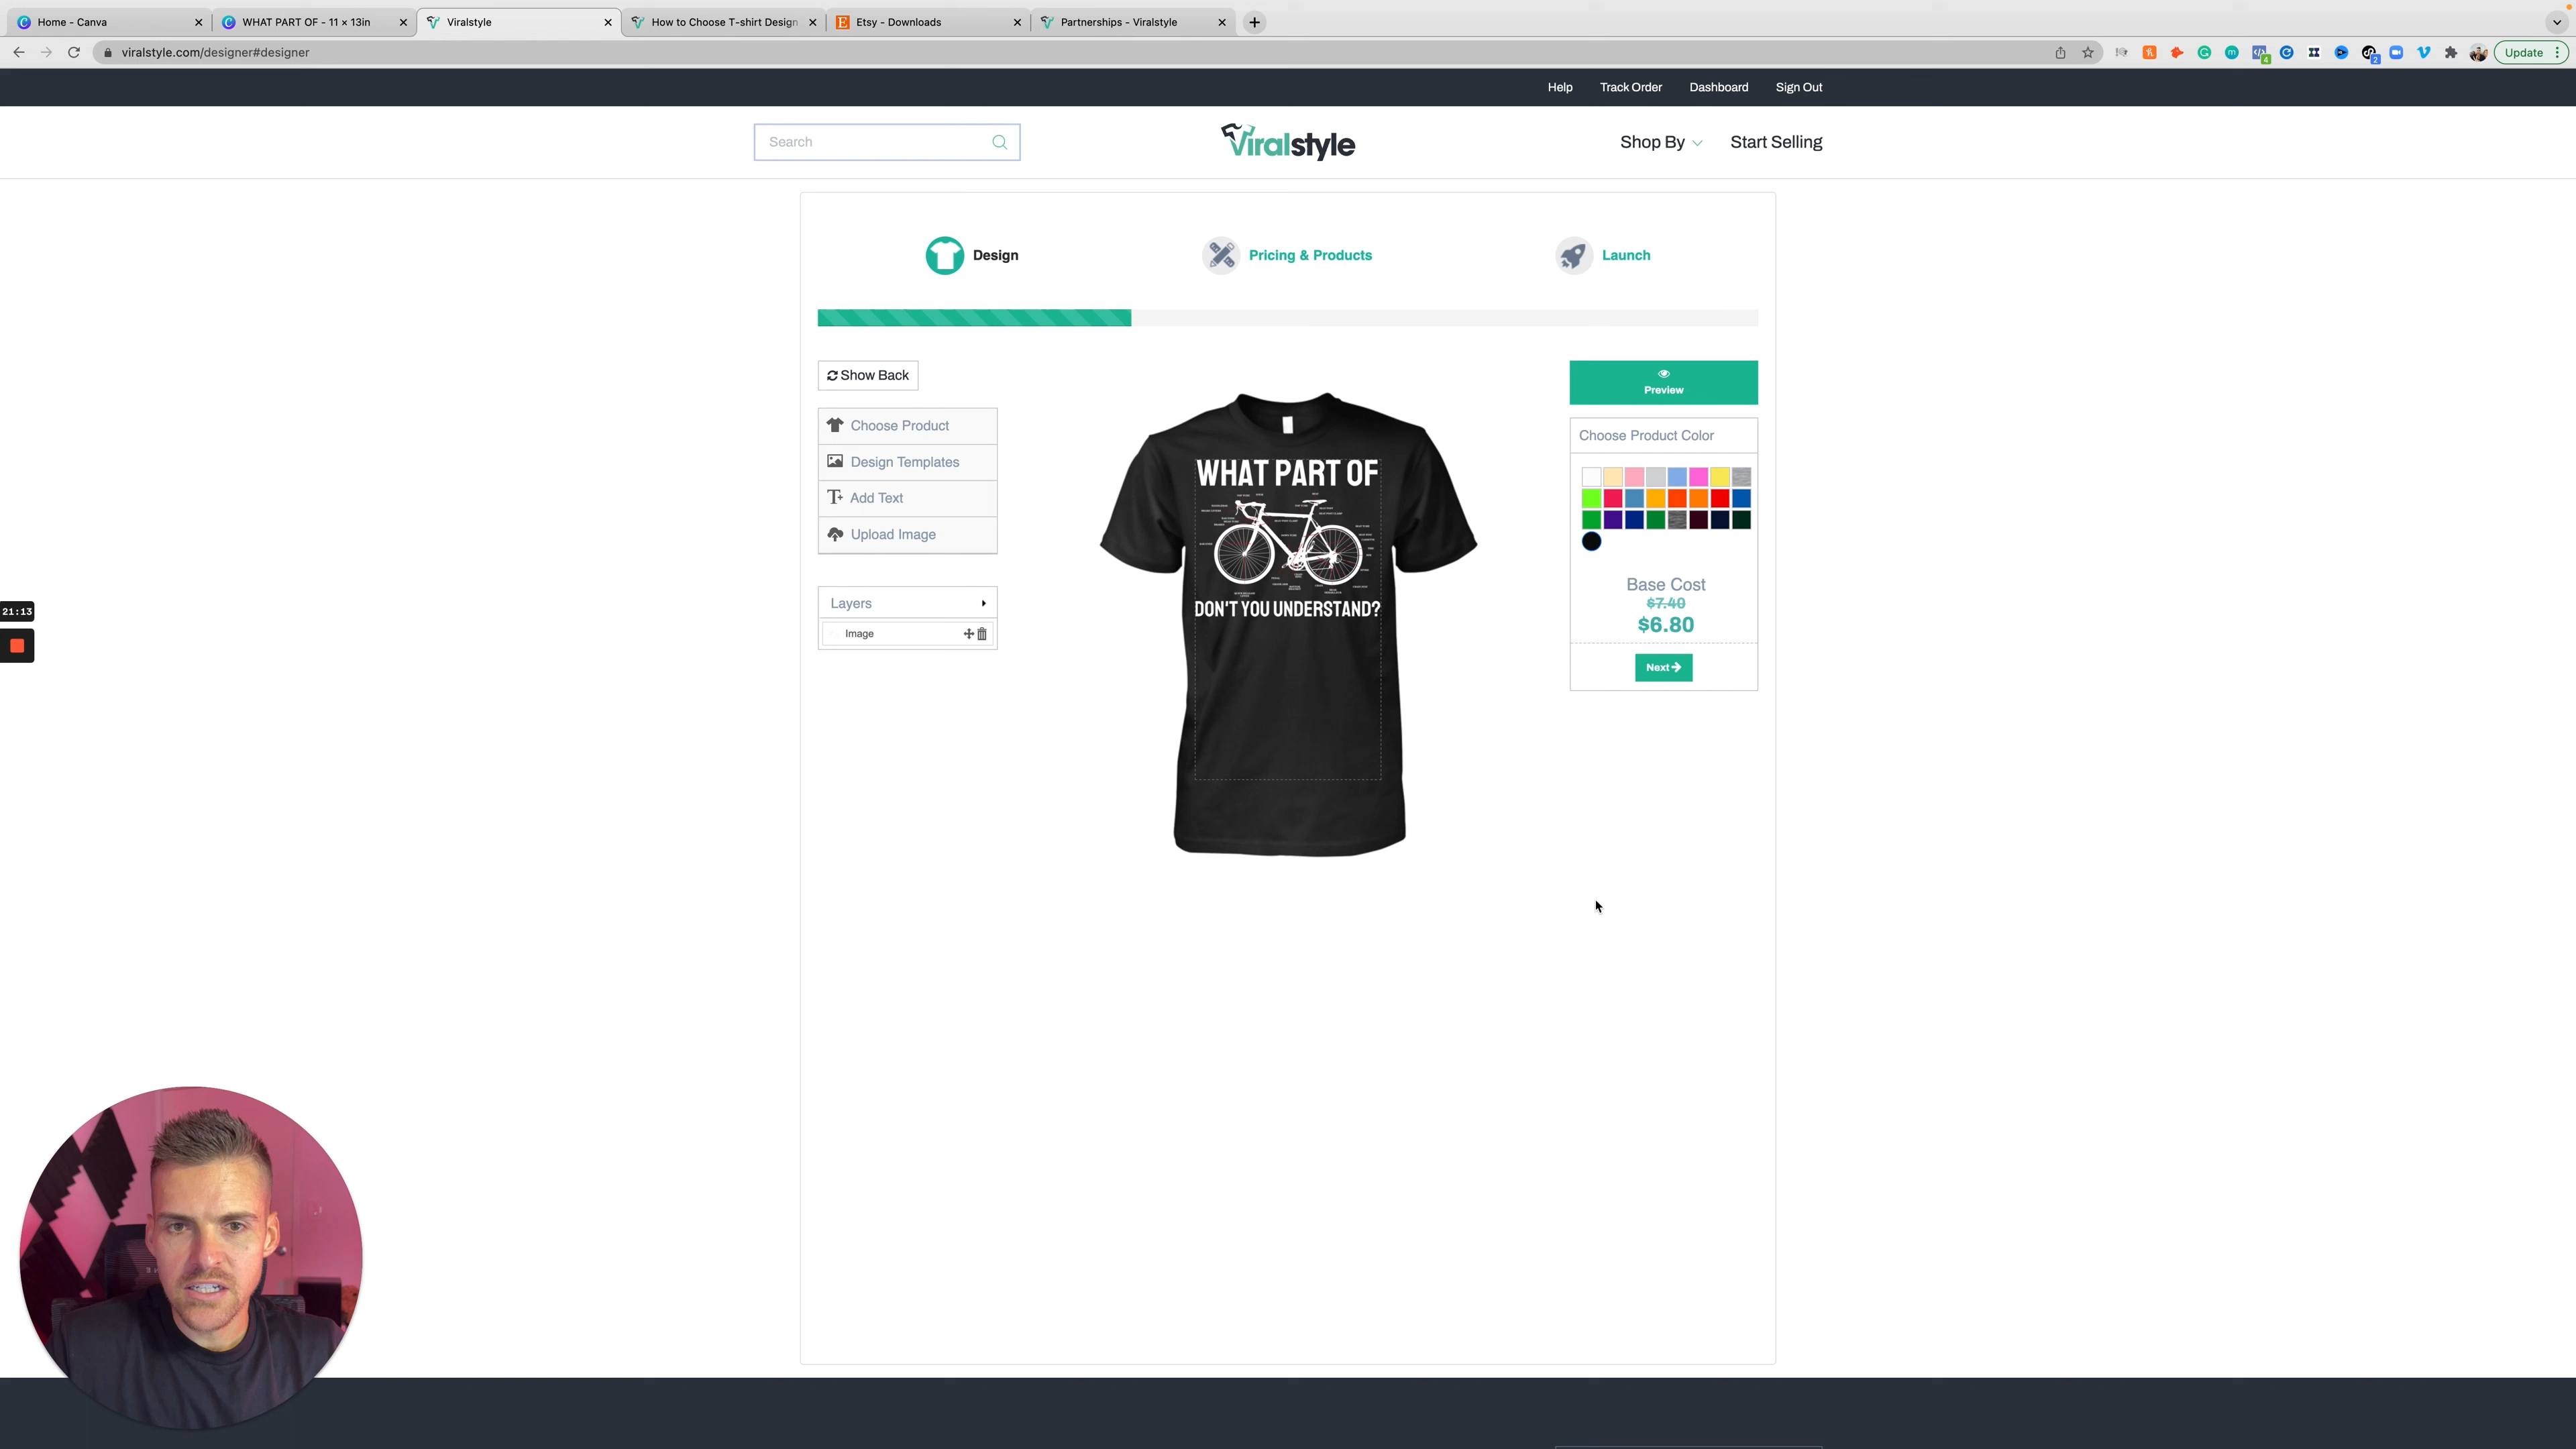 Home - Canva
WHAT PART OF - 11 × 13in
Viralstyle
How to Choose T-shirt Design
Etsy - Downloads
Partnerships - Viralstyle
viralstyle.com/designer#designer
Update
Help
Track Order
Dashboard
Sign Out
Search
Viralstyle
Shop By
Start Selling
Design
Pricing & Products
Launch
Show Back
Choose Product
Design Templates
Add Text
Upload Image
Layers
Image
WHAT PART OF
DON'T YOU UNDERSTAND?
Preview
Choose Product Color
Base Cost
$7.40
$6.80
Next
21:13